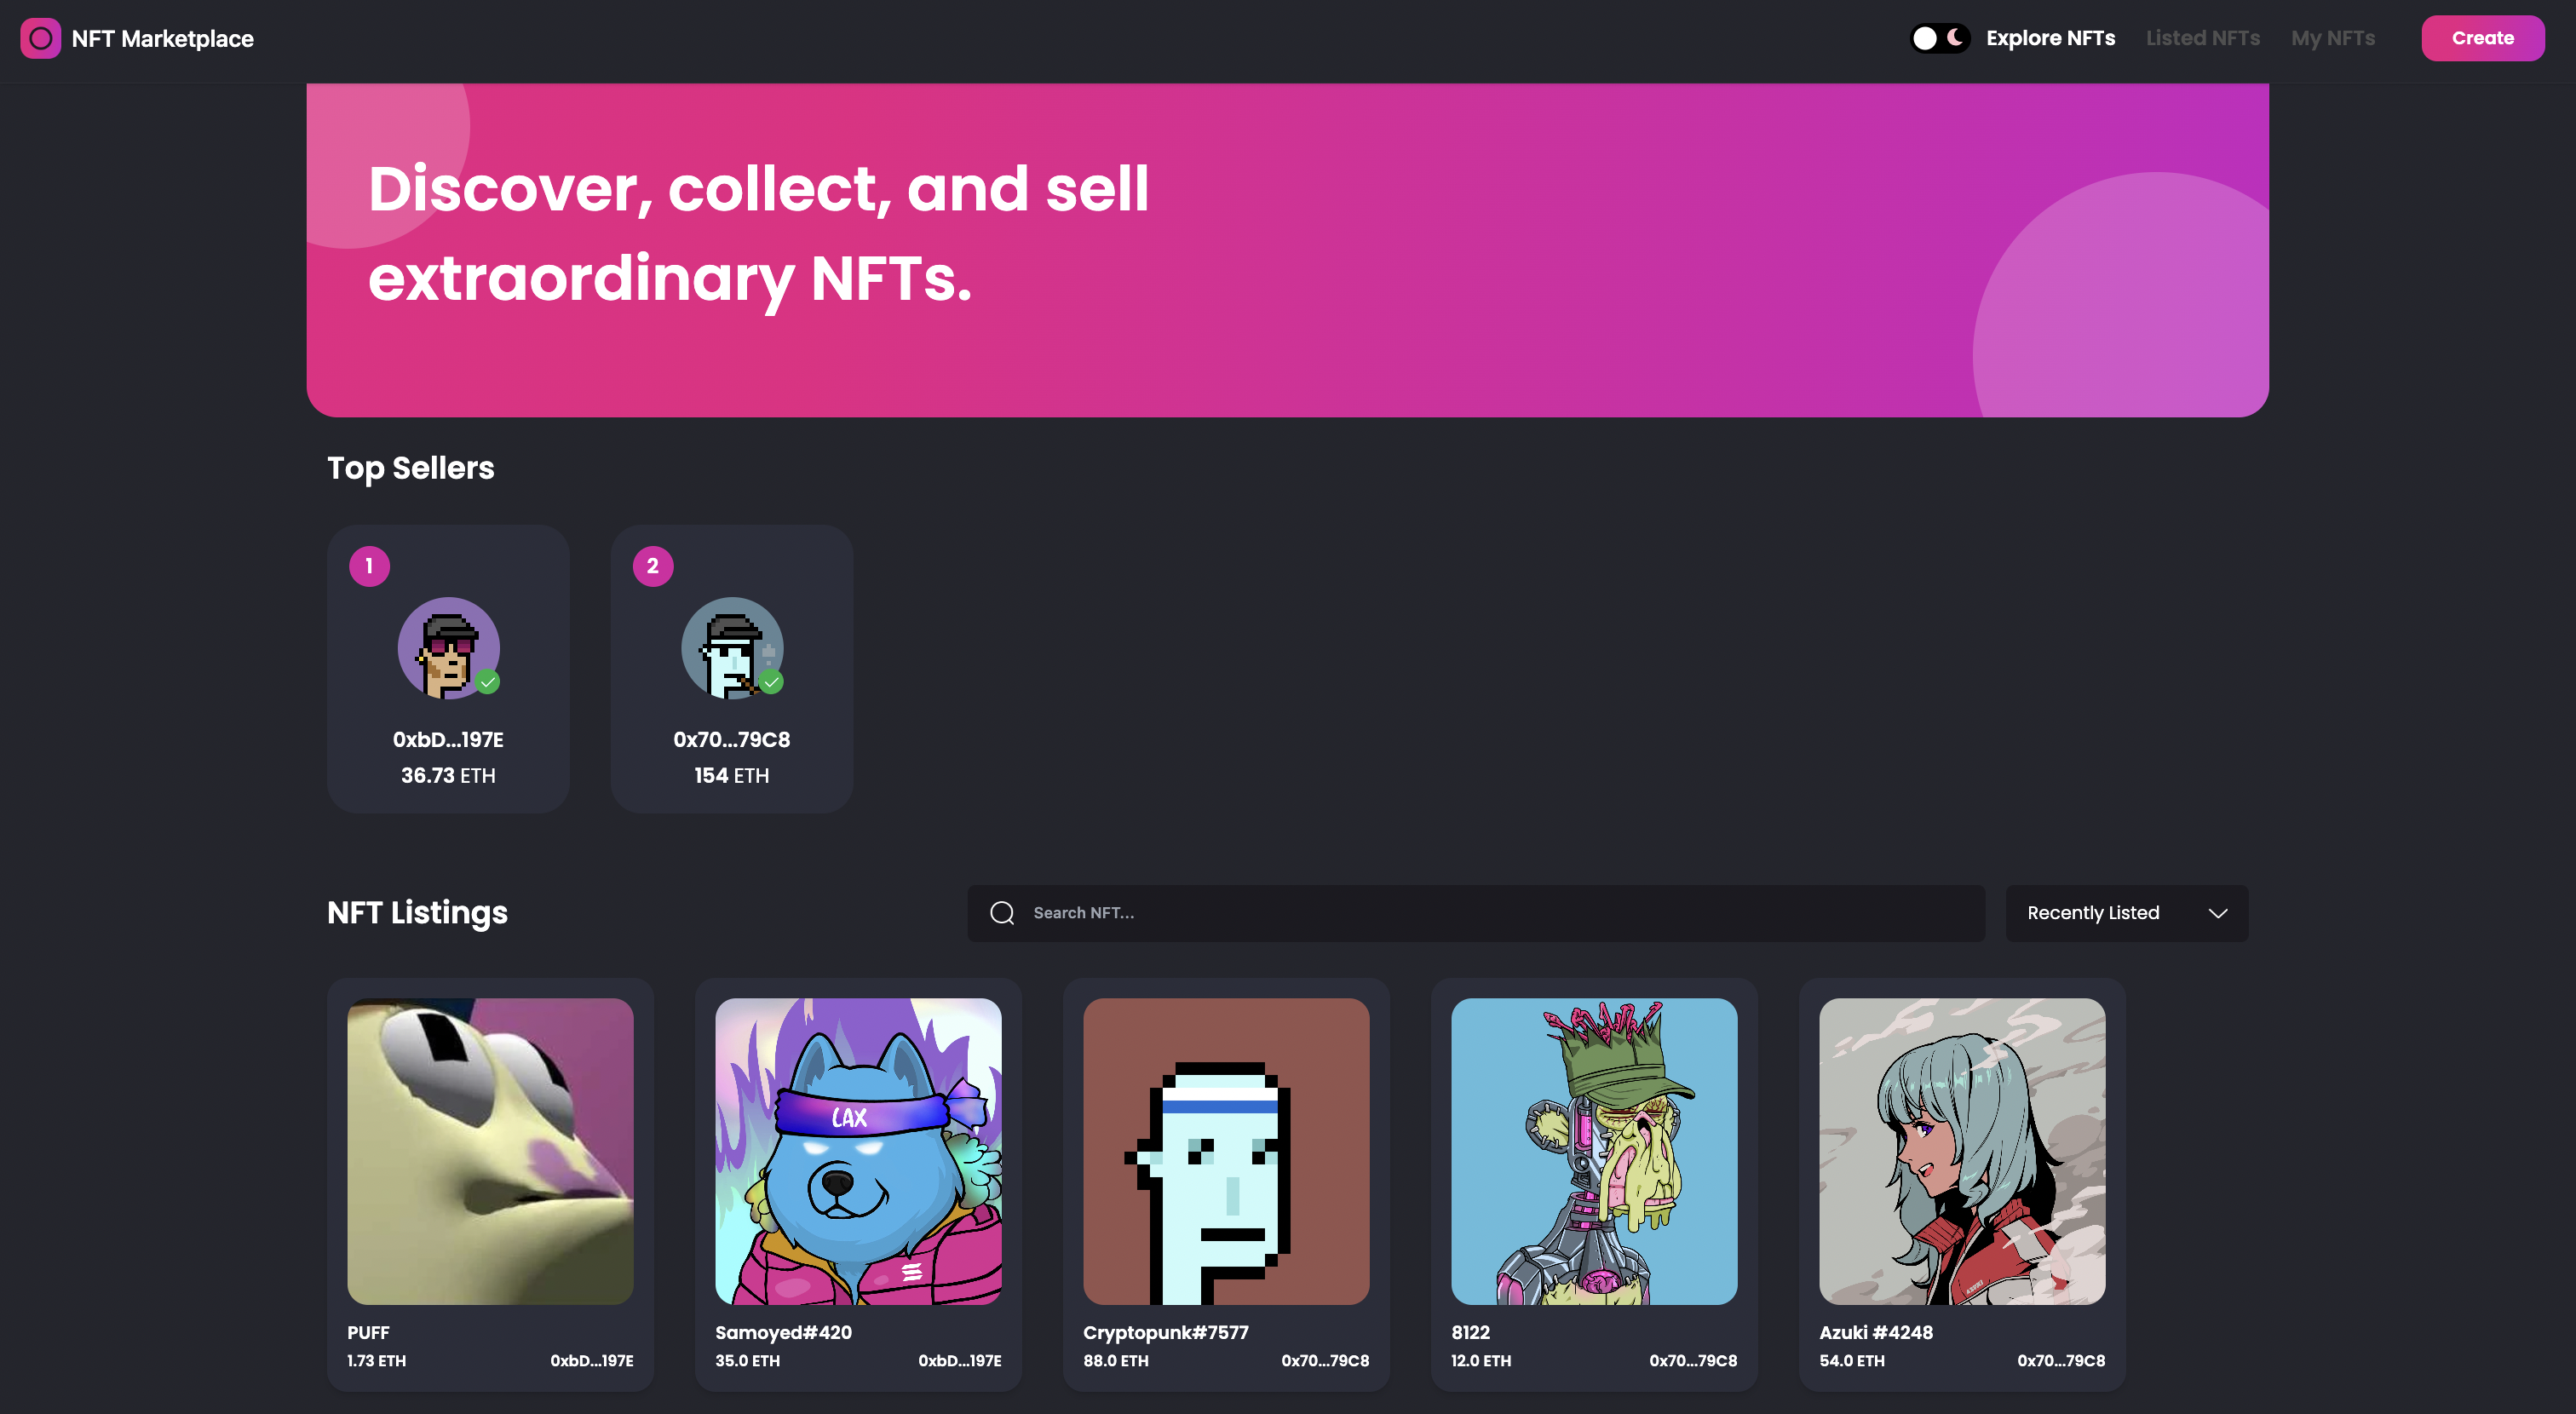 NFT Marketplace
Explore NFTs
Listed NFTs
My NFTs
Create
Discover, collect, and sell
extraordinary NFTs.
Top Sellers
1
2
0xbD...197E
36.73 ETH
0x70...79C8
154 ETH
NFT Listings
Search NFT...
Recently Listed
LAX
PUFF
1.73 ETH
0xbD...197E
Samoyed#420
35.0 ETH
0xbD...197E
Cryptopunk#7577
88.0 ETH
0x70...79C8
8122
12.0 ETH
0x70...79C8
AZUKI
Azuki #4248
54.0 ETH
0x70...79C8